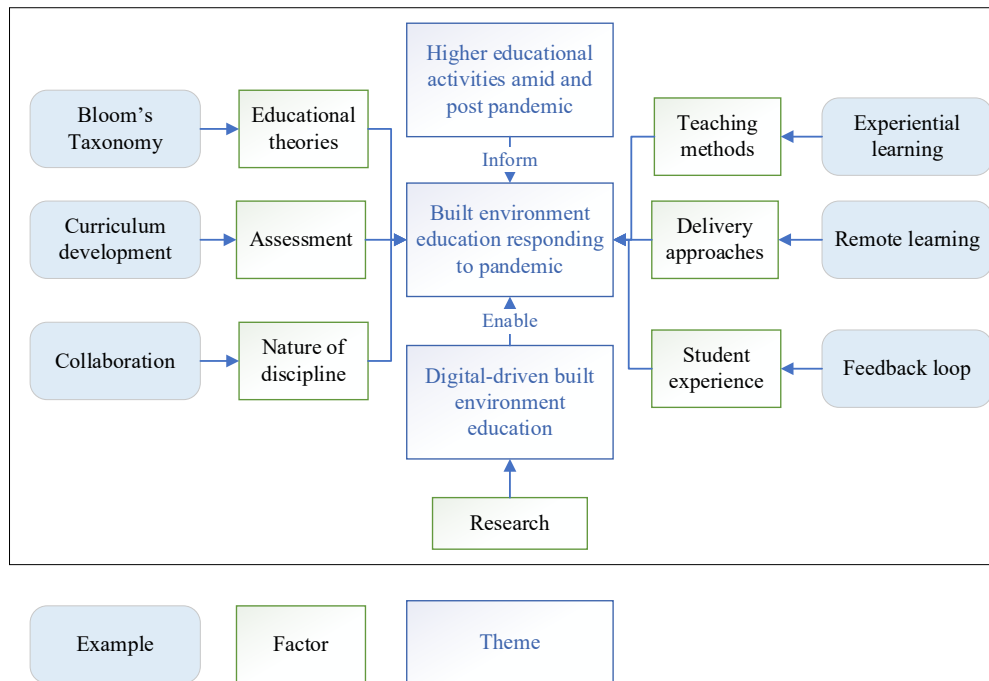 Higher educational
activities amid and
post pandemic
Bloom's
Taxonomy
Educational
theories
Teaching
methods
Experiential
learning
Inform
Curriculum
development
Assessment
Built environment
education responding
to pandemic
Delivery
approaches
Remote learning
Enable
Collaboration
Nature of
discipline
Digital-driven built
environment
education
Student
experience
Feedback loop
Research
Example
Factor
Theme